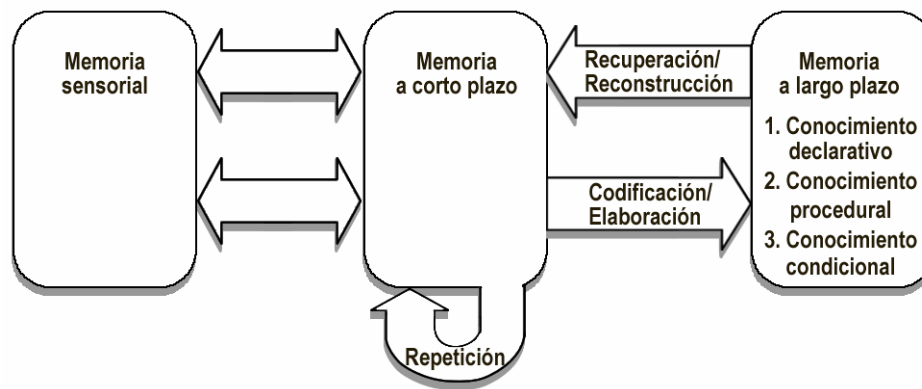 Memoria
sensorial
Memoria
a corto plazo
Recuperación/
Reconstrucción
Codificación/
Elaboración
Repetición
Memoria
a largo plazo
1. Conocimiento
declarativo
2. Conocimiento
procedural
3. Conocimiento
condicional